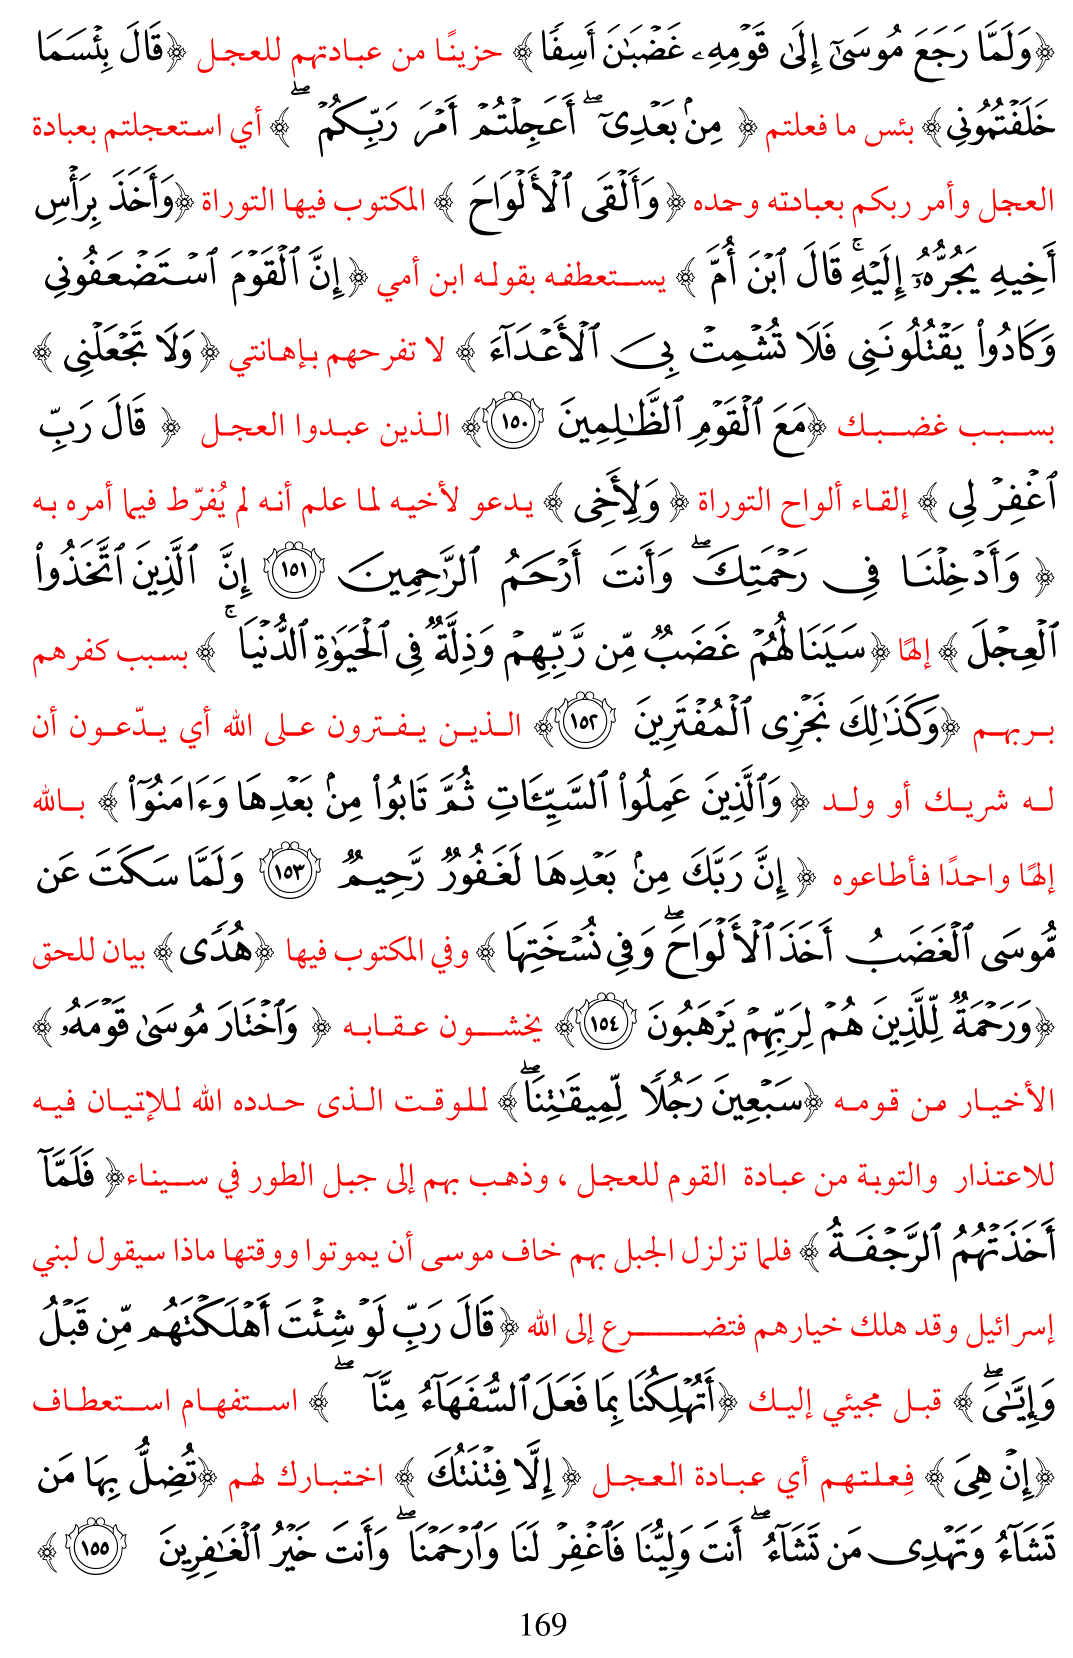 ﴿وَلَمَّا رَجَعَ مُوسَىٰٓ إِلَىٰ قَوۡمِهِۦ غَضۡبَٰنَ أَسِفٗا﴾ حزينًا من عبادتهم للعجل ﴿قَالَ بِئۡسَمَا
خَلَفۡتُمُونِي﴾ بئس ما فعلتم ﴿ مِنۢ بَعۡدِيٓۖ أَعَجِلۡتُمۡ أَمۡرَ رَبِّكُمۡۖ ﴾ أي استعجلتم بعبادة
العجل وأمر ربكم بعبادته وحده ﴿وَأَلۡقَى ٱلۡأَلۡوَاحَ ﴾ المكتوب فيها التوراة ﴿وَأَخَذَ بِرَأۡسِ
أَخِيهِ يَجُرُّهُۥٓ إِلَيۡهِۚ قَالَ ٱبۡنَ أُمَّ ﴾ يستعطفه بقوله ابن أمي ﴿إِنَّ ٱلۡقَوۡمَ ٱسۡتَضۡعَفُونِي
وَكَادُواْ يَقۡتُلُونَنِي فَلَا تُشۡمِتۡ بِيَ ٱلۡأَعۡدَآءَ ﴾ لا تفرحهم بإهانتي ﴿وَلَا تَجۡعَلۡنِي ﴾
بسبب غضبك ﴿مَعَ ٱلۡقَوۡمِ ٱلظَّٰلِمِينَ ١٥٠﴾ الذين عبدوا العجل ﴿ قَالَ رَبِّ
ٱغۡفِرۡ لِي ﴾ إلقاء ألواح التوراة ﴿ وَلِأَخِي ﴾ يدعو لأخيه لما علم أنه لم يُفرّط فيما أمره به
﴿ وَأَدۡخِلۡنَا فِي رَحۡمَتِكَۖ وَأَنتَ أَرۡحَمُ ٱلرَّٰحِمِينَ ١٥١ إِنَّ ٱلَّذِينَ ٱتَّخَذُواْ
ٱلۡعِجۡلَ ﴾ إلهًا ﴿سَيَنَالُهُمۡ غَضَبٞ مِّن رَّبِّهِمۡ وَذِلَّةٞ فِي ٱلۡحَيَوٰةِ ٱلدُّنۡيَاۚ ﴾ بسبب كفرهم
بربهم ﴿وَكَذَٰلِكَ نَجۡزِي ٱلۡمُفۡتَرِينَ ١٥٢﴾ الذين يفترون على الله أي يدّعون أن
له شريك أو ولد ﴿ وَٱلَّذِينَ عَمِلُواْ ٱلسَّيِّـَٔاتِ ثُمَّ تَابُواْ مِنۢ بَعۡدِهَا وَءَامَنُوٓاْ ﴾ بالله
إلهًا واحدًا فأطاعوه ﴿ إِنَّ رَبَّكَ مِنۢ بَعۡدِهَا لَغَفُورٞ رَّحِيمٞ ١٥٣ وَلَمَّا سَكَتَ عَن
مُّوسَى ٱلۡغَضَبُ أَخَذَ ٱلۡأَلۡوَاحَۖ وَفِي نُسۡخَتِهَا ﴾ وفي المكتوب فيها ﴿هُدٗى﴾ بيان للحق
﴿وَرَحۡمَةٞ لِّلَّذِينَ هُمۡ لِرَبِّهِمۡ يَرۡهَبُونَ ١٥٤﴾ يخشون عقابه ﴿ وَٱخۡتَارَ مُوسَىٰ قَوۡمَهُۥ ﴾
الأخيار من قومه ﴿سَبۡعِينَ رَجُلٗا لِّمِيقَٰتِنَاۖ﴾ للوقت الذى حدده الله للإتيان فيه
للاعتذار والتوبة من عبادة القوم للعجل ، وذهب بهم إلى جبل الطور في سيناء﴿ فَلَمَّآ
أَخَذَتۡهُمُ ٱلرَّجۡفَةُ ﴾ فلما تزلزل الجبل بهم خاف موسى أن يموتوا ووقتها ماذا سيقول لبني
إسرائيل وقد هلك خيارهم فتضرع إلى الله ﴿قَالَ رَبِّ لَوۡ شِئۡتَ أَهۡلَكۡتَهُم مِّن قَبۡلُ
وَإِيَّٰيَۖ ﴾ قبل مجيئي إليك ﴿أَتُهۡلِكُنَا بِمَا فَعَلَ ٱلسُّفَهَآءُ مِنَّآۖ ﴾ استفهام استعطاف
﴿إِنۡ هِيَ ﴾ فِعلتهم أي عبادة العجل ﴿ إِلَّا فِتۡنَتُكَ ﴾ اختبارك لهم ﴿تُضِلُّ بِهَا مَن
تَشَآءُ وَتَهۡدِي مَن تَشَآءُۖ أَنتَ وَلِيُّنَا فَٱغۡفِرۡ لَنَا وَٱرۡحَمۡنَاۖ وَأَنتَ خَيۡرُ ٱلۡغَٰفِرِينَ ١٥٥ ﴾
169